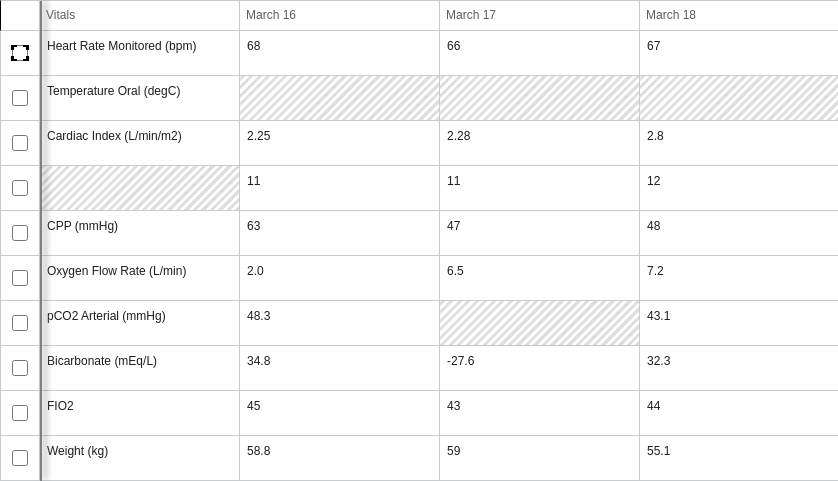 Vitals March 16 March 17 March 18
Heart Rate Monitored (bpm) 68 66 67
Temperature Oral (degC)
Cardiac Index (L/min/m2) 2.25 2.28 2.8
11 11 12
CPP (mmHg) 63 47 48
Oxygen Flow Rate (L/min) 2.0 6.5 7.2
pCO2 Arterial (mmHg) 48.3 43.1
Bicarbonate (mEq/L) 34.8 -27.6 32.3
FIO2 45 43 44
Weight (kg) 58.8 59 55.1